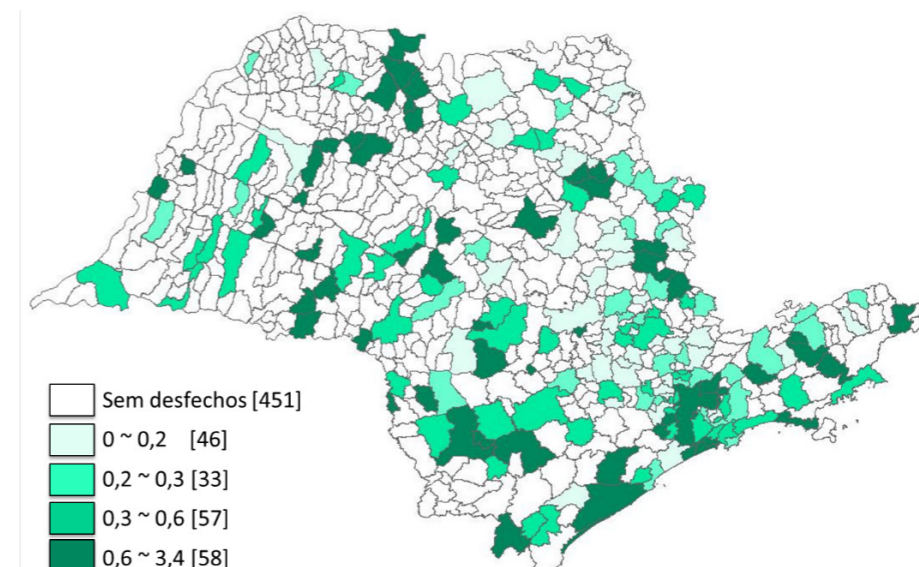 Sem desfechos [451]
0 ~ 0,2 [46]
0,2 ~ 0,3 [33]
0,3 ~ 0,6 [57]
0,6 ~ 3,4 [58]